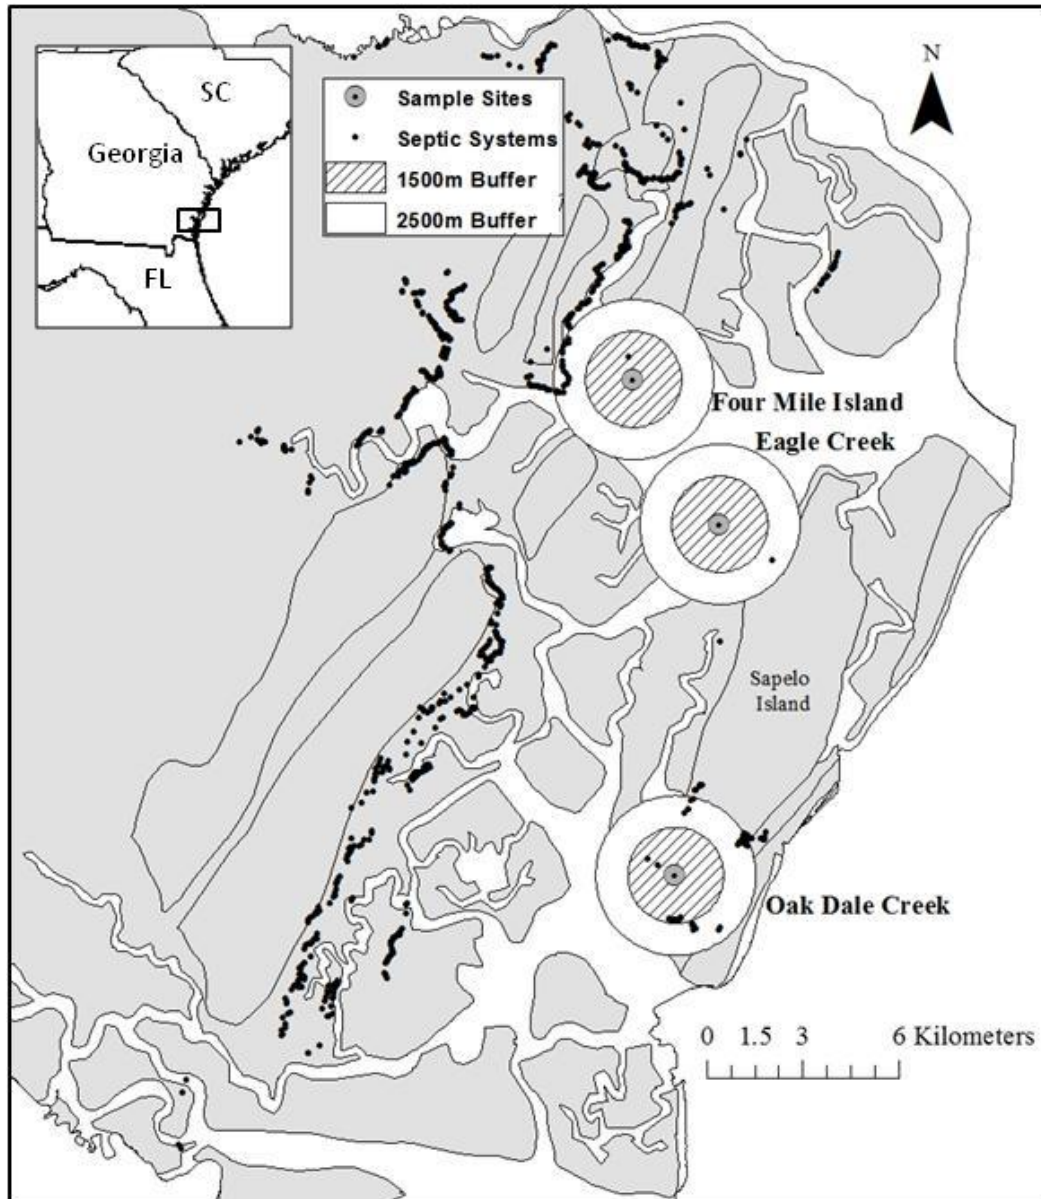 SC
Georgia
FL
Sample Sites
Septic Systems
1500m Buffer
2500m Buffer
N
Four Mile Island
Eagle Creek
Sapelo
Island
Oak Dale Creek
0 1.5 3 6 Kilometers